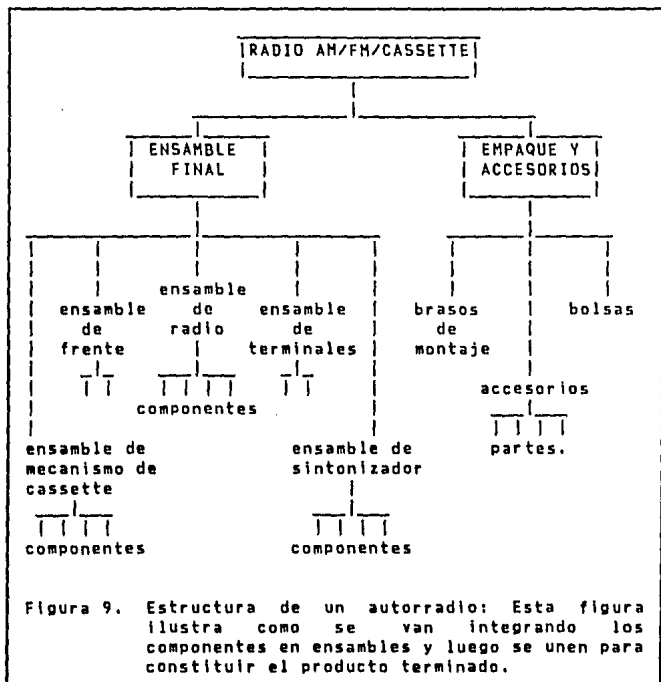 RADIO AM/FM/CASSETTE
ENSAMBLE
FINAL
EMPAQUE Y
ACCESORIOS
ensamble
de
frente
ensamble
de
radio
componentes
ensamble
de
terminales
brasos
de
montaje
bolsas
accesorios
partes.
ensamble de
mecanismo de
cassette
componentes
ensamble de
sintonizador
componentes
Figura 9. Estructura de un autorradio: Esta figura
ilustra como se van integrando los
componentes en ensambles y luego se unen para
constituir el producto terminado.